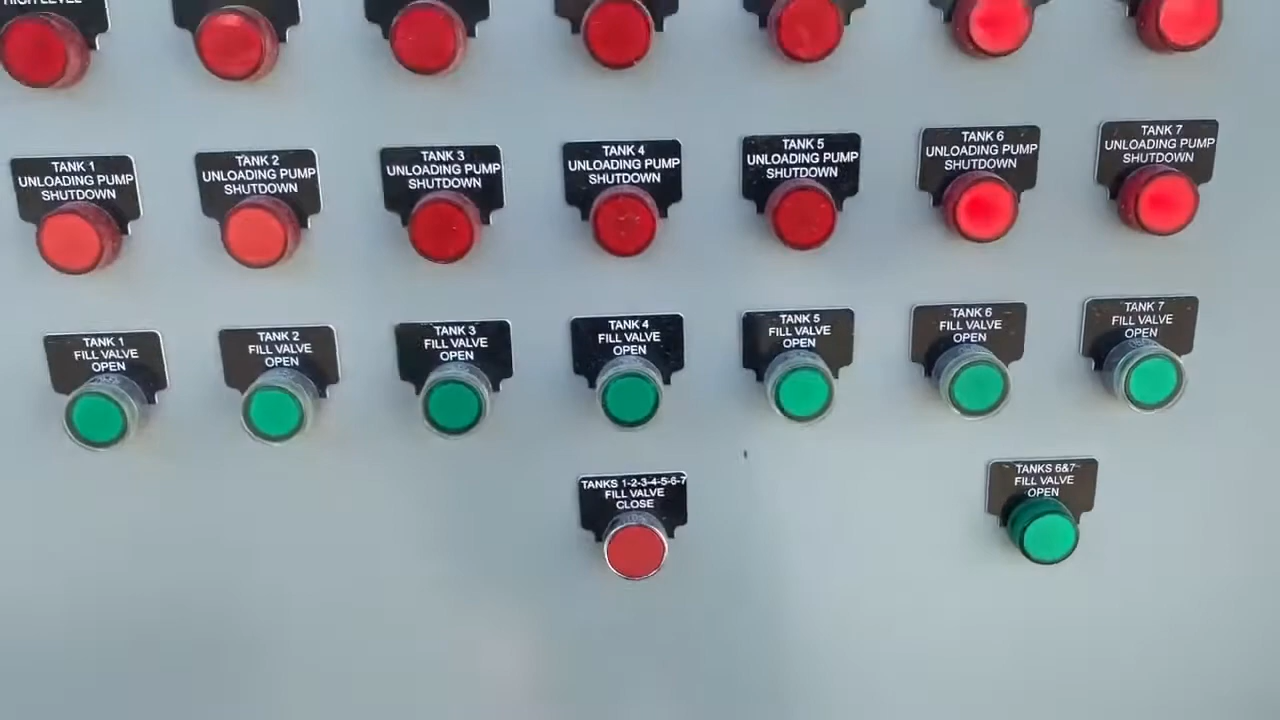 HIGH LEVEL
TANK 1
UNLOADING PUMP
SHUTDOWN
TANK 2
UNLOADING PUMP
SHUTDOWN
TANK 3
UNLOADING PUMP
SHUTDOWN
TANK 4
UNLOADING PUMP
SHUTDOWN
TANK 5
UNLOADING PUMP
SHUTDOWN
TANK 6
UNLOADING PUMP
SHUTDOWN
TANK 7
UNLOADING PUMP
SHUTDOWN
TANK 1
FILL VALVE
OPEN
TANK 2
FILL VALVE
OPEN
TANK 3
FILL VALVE
OPEN
TANK 4
FILL VALVE
OPEN
TANK 5
FILL VALVE
OPEN
TANK 6
FILL VALVE
OPEN
TANK 7
FILL VALVE
OPEN
TANKS 1-2-3-4-5-6-7
FILL VALVE
CLOSE
TANKS 6&7
FILL VALVE
OPEN